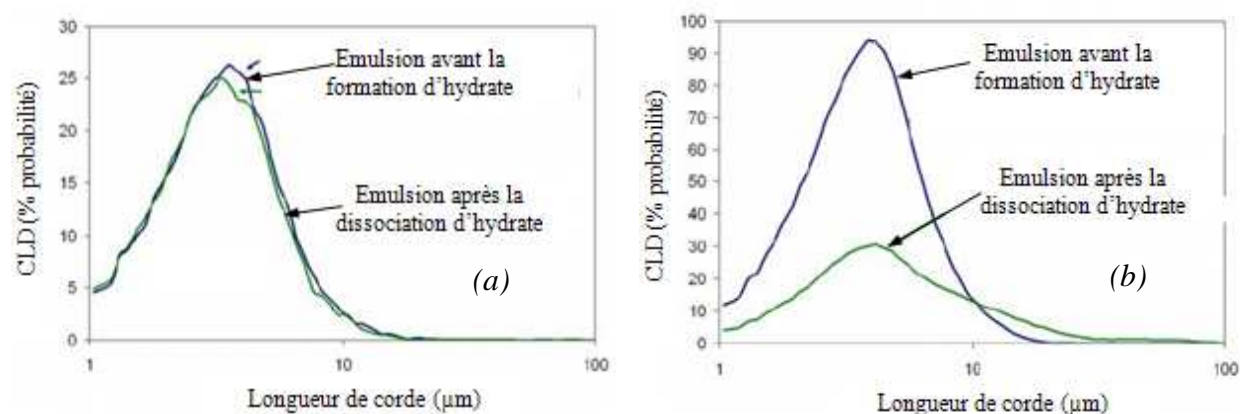 30
25
20
15
10
5
0
CLD (% probabilité)
Emulsion avant la
formation d'hydrate
Emulsion après la
dissociation d'hydrate
(a)
1
10
100
Longueur de corde (µm)
100
90
80
70
60
50
40
30
20
10
0
CLD (% probabilité)
Emulsion avant la
formation d'hydrate
Emulsion après la
dissociation d'hydrate
(b)
1
10
100
Longueur de corde (µm)